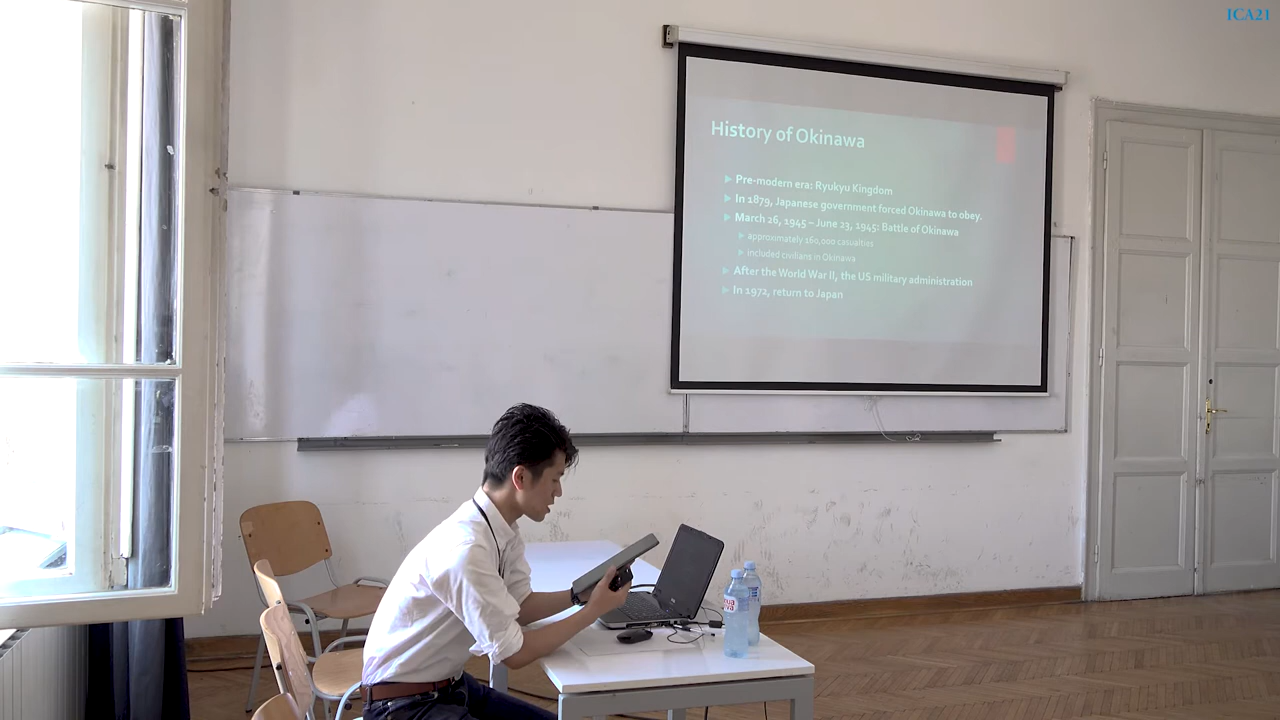 ICA21
History of Okinawa
Pre-modern era: Ryukyu Kingdom
In 1879, Japanese government forced Okinawa to obey.
March 26, 1945 – June 23, 1945: Battle of Okinawa
approximately 160,000 casualties
included civilians in Okinawa
After the World War II, the US military administration
In 1972, return to Japan